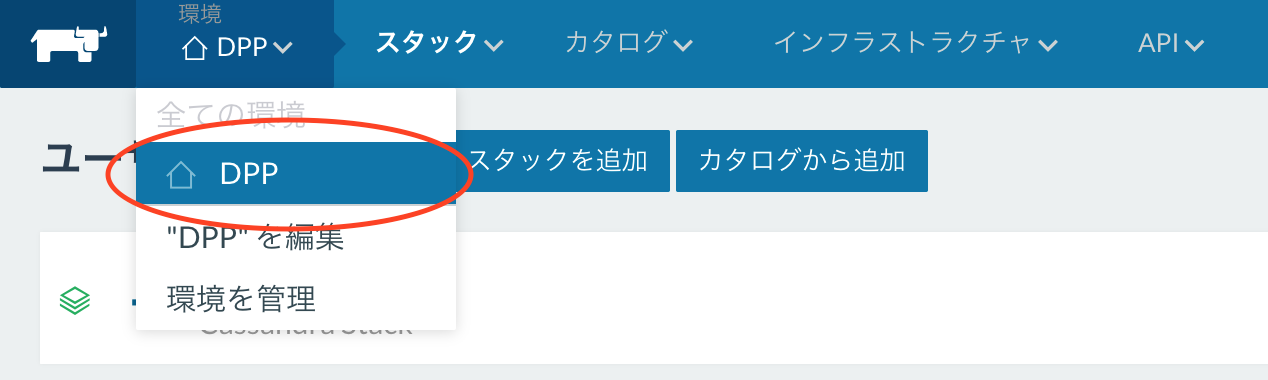 環境
DPP
スタック
カタログ
インフラストラクチャ
API
全ての環境
DPP
スタックを追加
カタログから追加
"DPP" を編集
環境を管理
Cassandra Stack